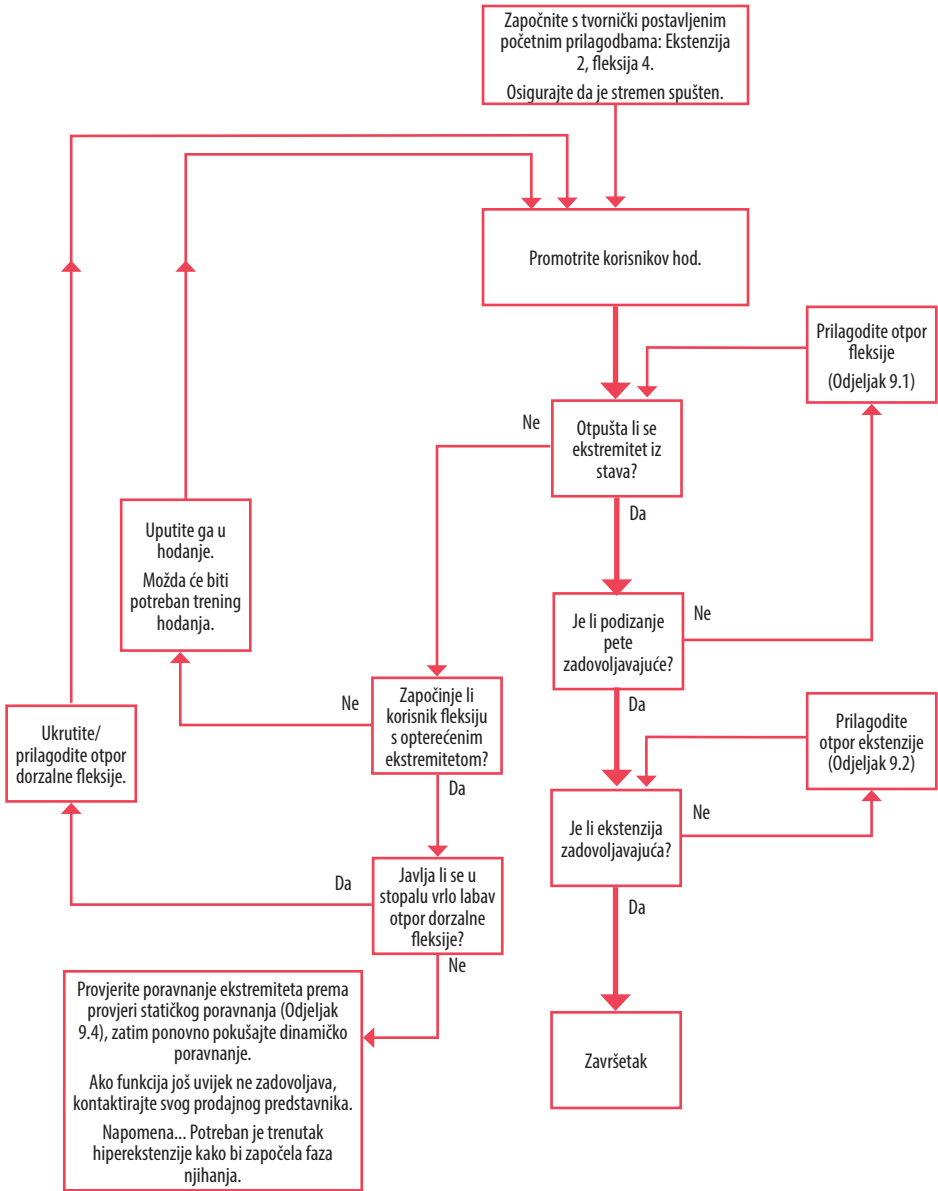 Započnite s tvornički postavljenim
početnim prilagodbama: Ekstenzija
2, fleksija 4.
Osigurajte da je stremen spušten.
Promotrite korisnikov hod.
Prilagodite otpor
fleksije
(Odjeljak 9.1)
Ne
Otpušta li se
ekstremitet iz
stava?
Da
Uputite ga u
hodanje.
Možda će biti
potreban trening
hodanja.
Je li podizanje
pete
zadovoljavajuće?
Ne
Da
Ne
Započinje li
korisnik fleksiju
s opterećenim
ekstremitetom?
Da
Ukrutite/
prilagodite otpor
dorzalne fleksije.
Prilagodite
otpor ekstenzije
(Odjeljak 9.2)
Je li ekstenzija
zadovoljavajuća?
Ne
Da
Da
Javlja li se u
stopalu vrlo labav
otpor dorzalne
fleksije?
Ne
Provjerite poravnanje ekstremiteta prema
provjeri statičkog poravnanja (Odjeljak
9.4), zatim ponovno pokušajte dinamičko
poravnanje.
Ako funkcija još uvijek ne zadovoljava,
kontaktirajte svog prodajnog predstavnika.
Napomena... Potreban je trenutak
hiperekstenzije kako bi započela faza
njihanja.
Završetak